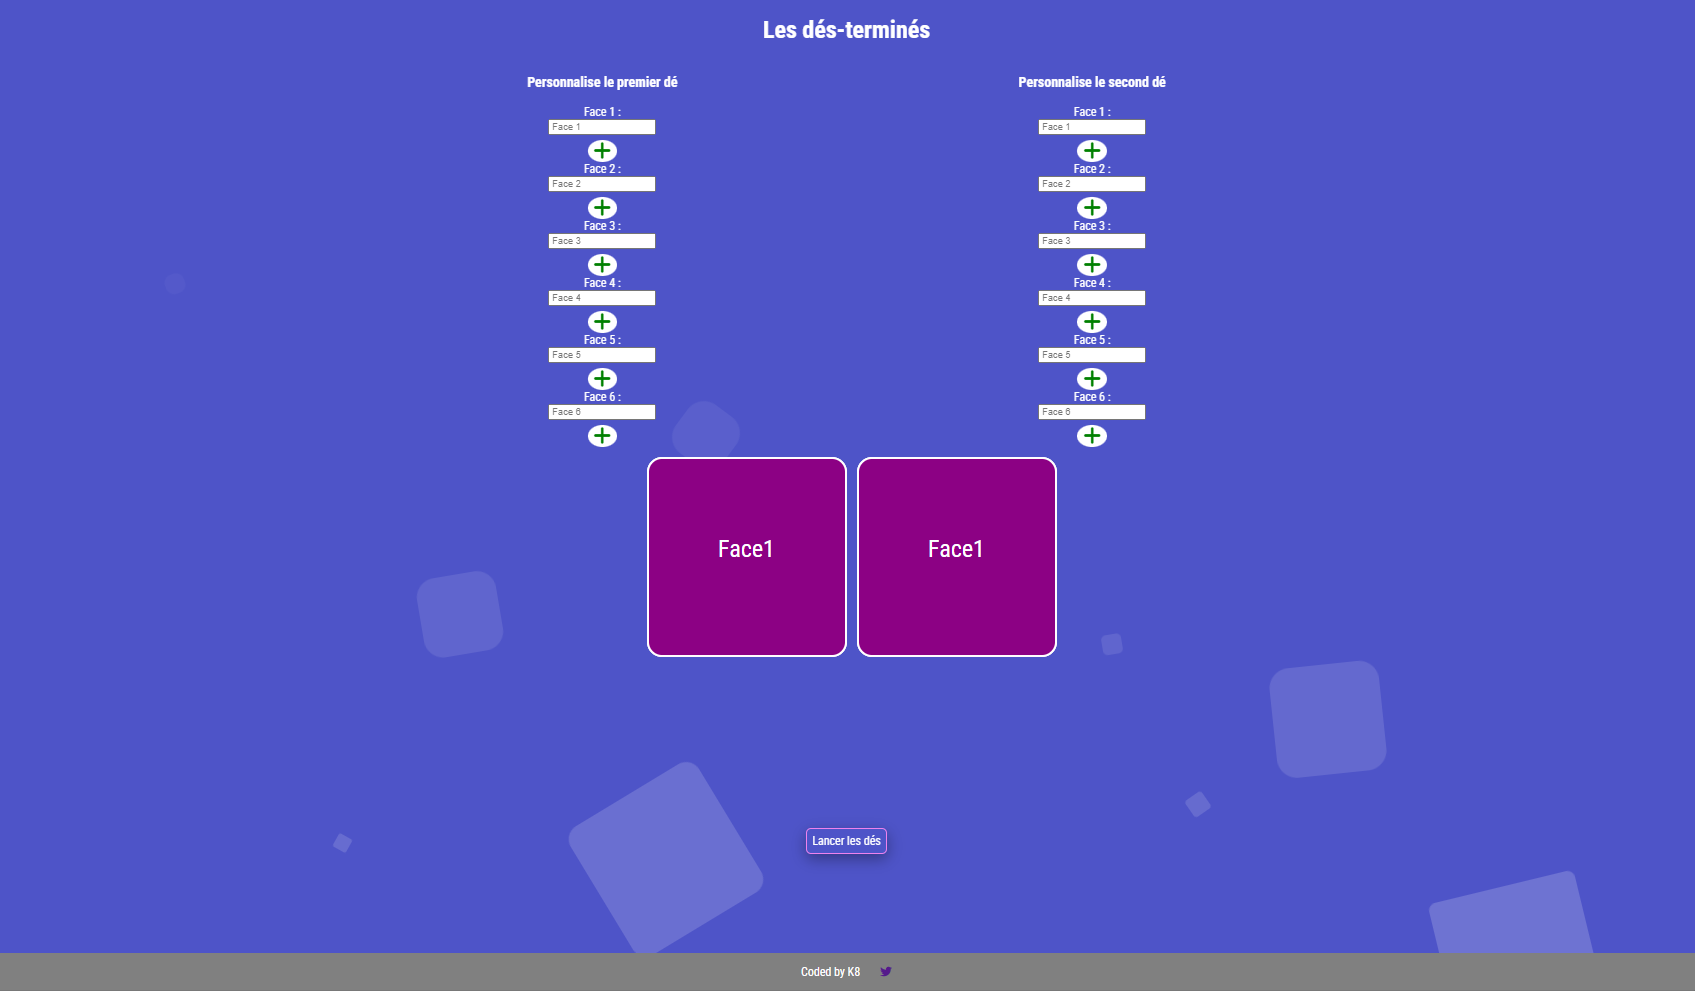 Les dés-terminés
Personnalise le premier dé
Face 1 :
Face 1
Face 2 :
Face 2
Face 3 :
Face 3
Face 4 :
Face 4
Face 5 :
Face 5
Face 6 :
Face 6
Personnalise le second dé
Face 1 :
Face 1
Face 2 :
Face 2
Face 3 :
Face 3
Face 4 :
Face 4
Face 5 :
Face 5
Face 6 :
Face 6
Face1
Face1
Lancer les dés
Coded by K8